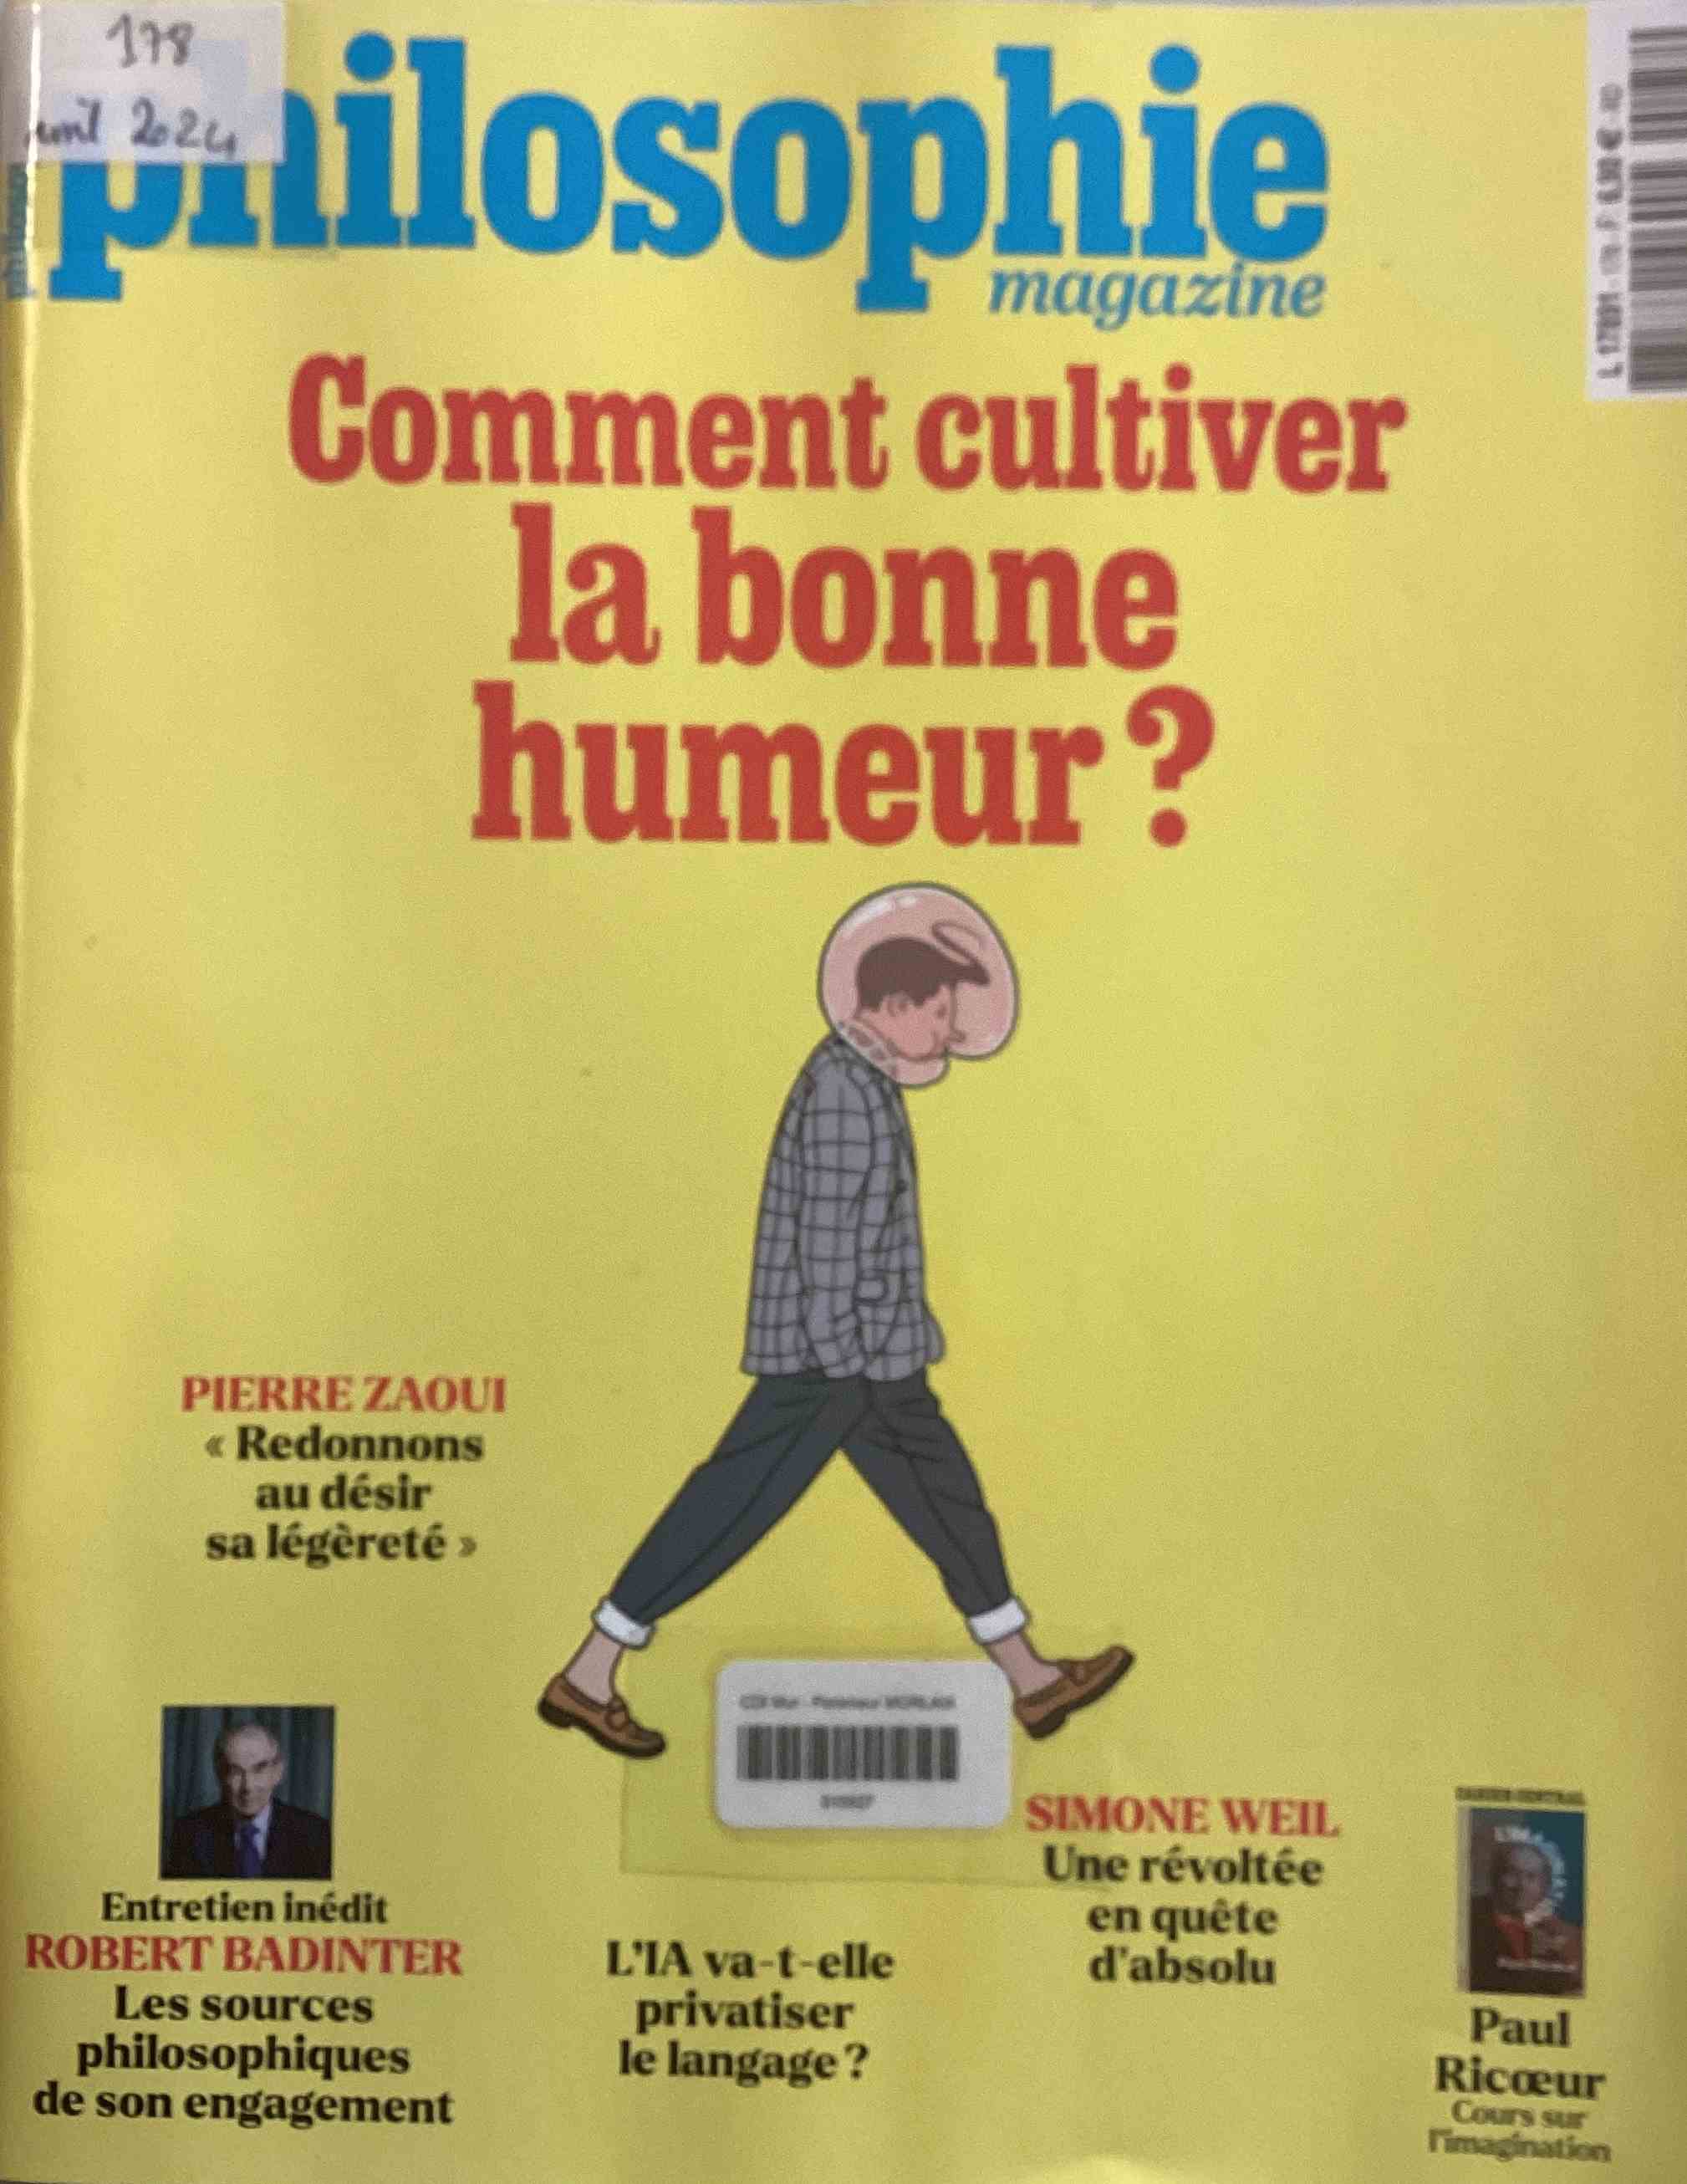 178
avril 2024
philosophie
magazine
Comment cultiver
la bonne
humeur ?
PIERRE ZAOUI
« Redonnons
au désir
sa légèreté »
Entretien inédit
ROBERT BADINTER
Les sources
philosophiques
de son engagement
L'IA va-t-elle
privatiser
le langage ?
SIMONE WEIL
Une révoltée
en quête
d'absolu
CAHIER CENTRAL
Paul
Ricœur
Cours sur
l'imagination